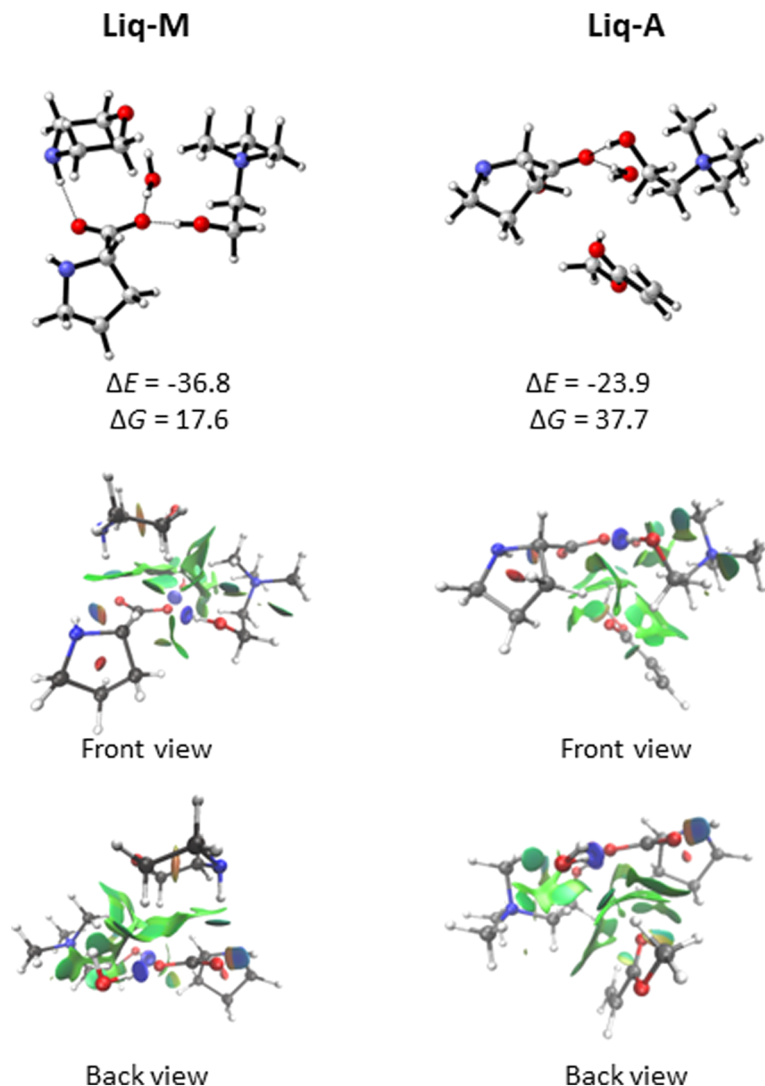 Liq-M Liq-A
ΔE = -36.8 ΔE = -23.9
ΔG = 17.6 ΔG = 37.7
Front view Front view
Back view Back view